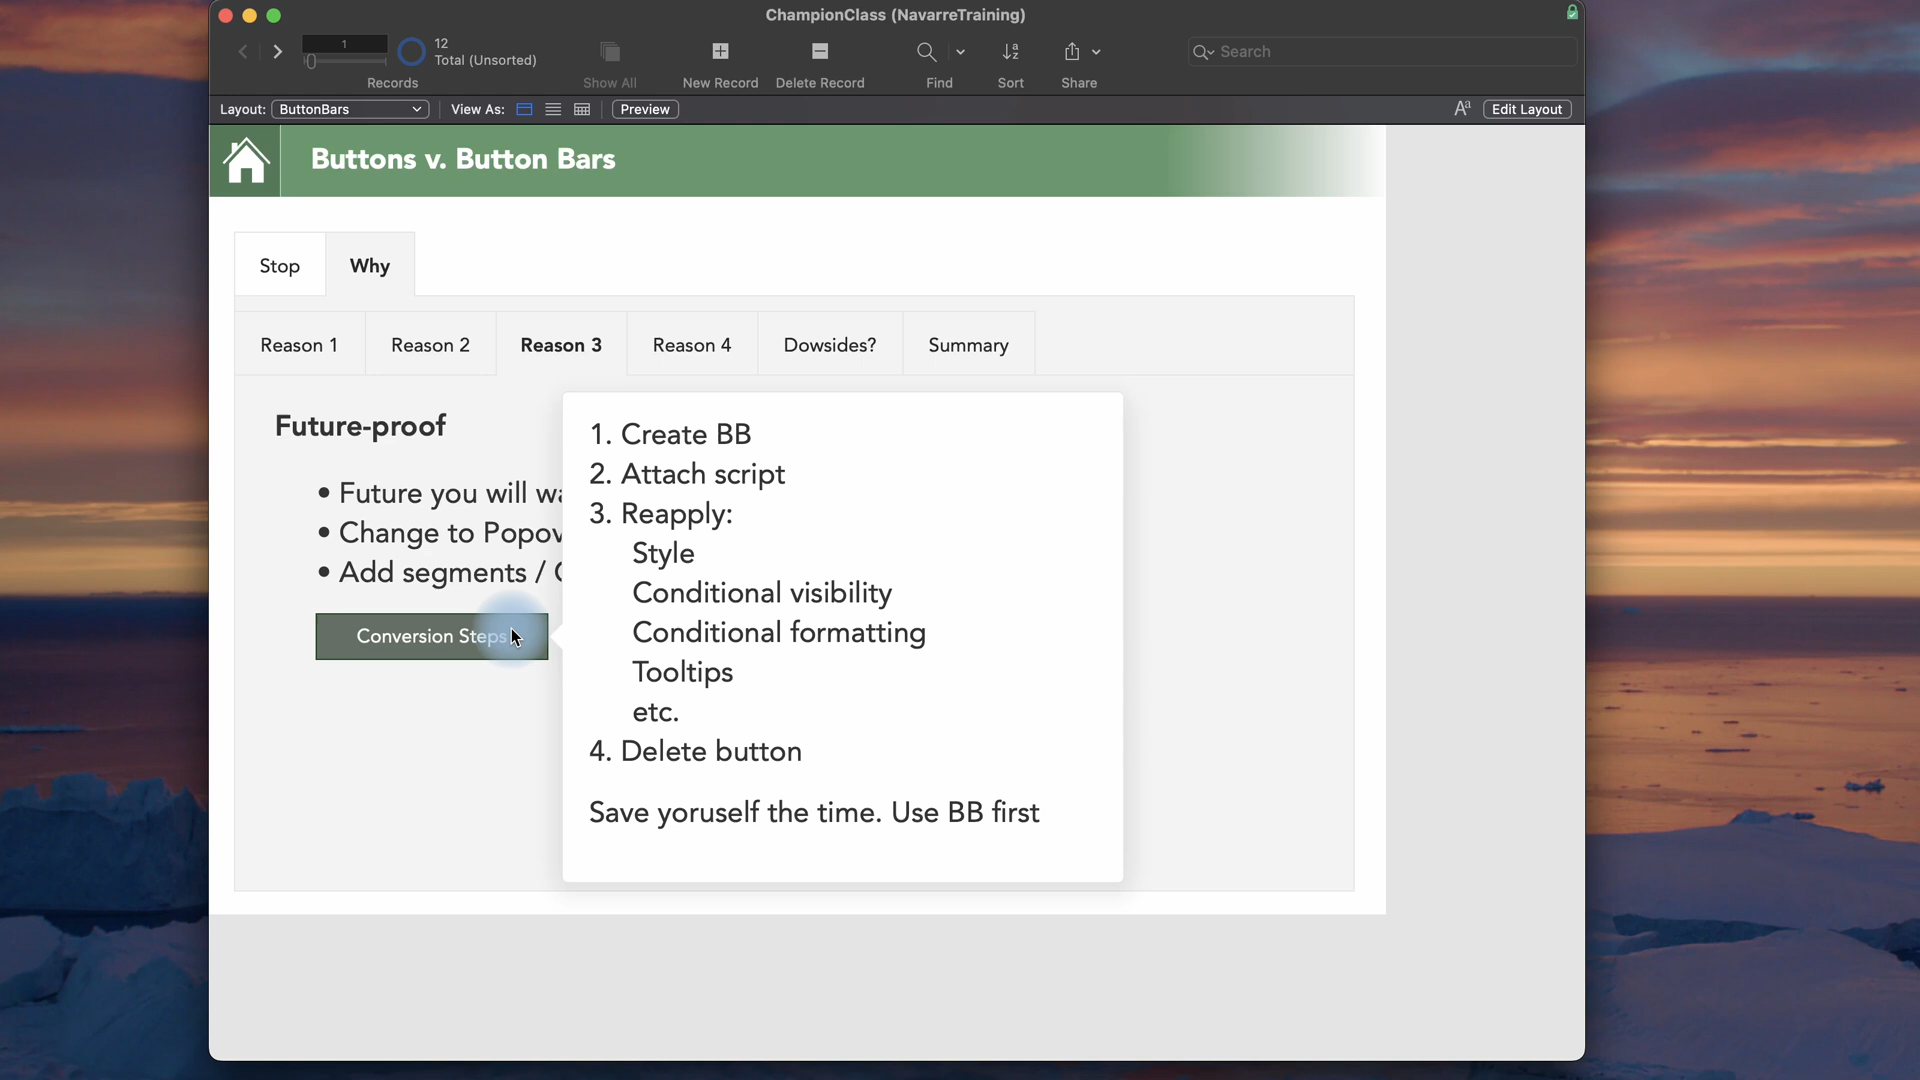 ChampionClass (NavarreTraining)
1
12
Total (Unsorted)
Records
Show All
New Record
Delete Record
Find
Sort
Share
Search
Layout: ButtonBars
View As:
Preview
Aa
Edit Layout
Buttons v. Button Bars
Stop
Why
Reason 1
Reason 2
Reason 3
Reason 4
Dowsides?
Summary
Future-proof
• Future you will wa
• Change to Popov
• Add segments /
Conversion Steps
1. Create BB
2. Attach script
3. Reapply:
Style
Conditional visibility
Conditional formatting
Tooltips
etc.
4. Delete button
Save yoruself the time. Use BB first